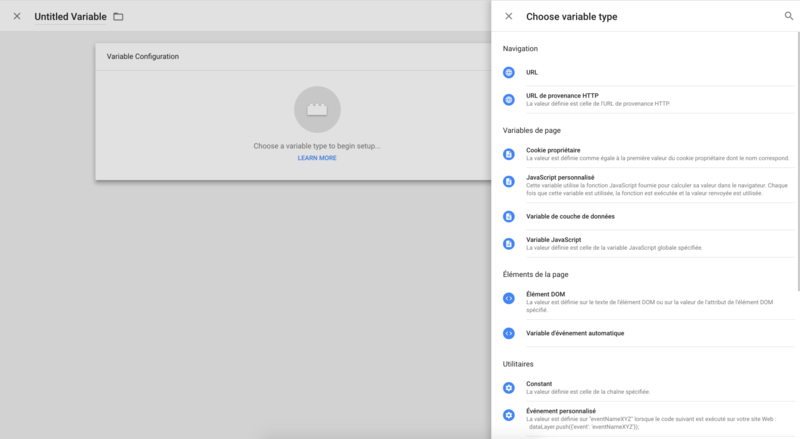 Untitled Variable
Variable Configuration
Choose a variable type to begin setup...
LEARN MORE
Choose variable type
Navigation
URL
URL de provenance HTTP
La valeur définie est celle de l'URL de provenance HTTP.
Variables de page
Cookie propriétaire
La valeur est définie comme égale à la première valeur du cookie propriétaire dont le nom correspond.
JavaScript personnalisé
Cette variable utilise la fonction JavaScript fournie pour calculer sa valeur dans le navigateur. Chaque
fois que cette variable est utilisée, la fonction est exécutée et la valeur renvoyée est utilisée.
Variable de couche de données
Variable JavaScript
La valeur définie est celle de la variable JavaScript globale spécifiée.
Éléments de la page
Élément DOM
La valeur est définie sur le texte de l'élément DOM ou sur la valeur de l'attribut de l'élément DOM
spécifié.
Variable d'événement automatique
Utilitaires
Constant
La valeur définie est celle de la chaîne spécifiée.
Événement personnalisé
La valeur est définie sur "eventNameXYZ" lorsque le code suivant est exécuté sur votre site Web :
dataLayer.push({'event': 'eventNameXYZ'});